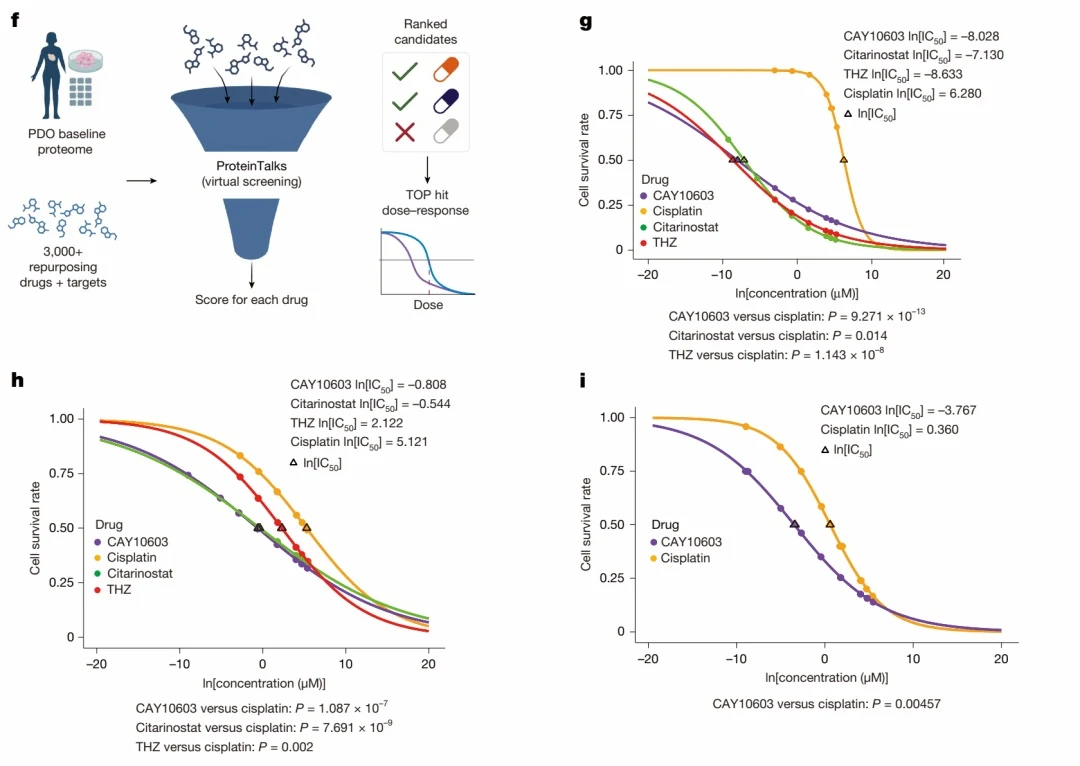 f
PDO baseline
proteome
3,000+
repurposing
drugs + targets
ProteinTalks
(virtual screening)
Score for each drug
Ranked
candidates
TOP hit
dose–response
Dose
g
CAY10603 ln[IC50] = −8.028
Citarinostat ln[IC50] = −7.130
THZ ln[IC50] = −8.633
Cisplatin ln[IC50] = 6.280
△ ln[IC50]
Cell survival rate
1.00
0.75
0.50
0.25
0
Drug
CAY10603
Cisplatin
Citarinostat
THZ
−20
−10
0
10
20
ln[concentration (μM)]
CAY10603 versus cisplatin: P = 9.271 × 10⁻¹³
Citarinostat versus cisplatin: P = 0.014
THZ versus cisplatin: P = 1.143 × 10⁻⁸
h
CAY10603 ln[IC50] = −0.808
Citarinostat ln[IC50] = −0.544
THZ ln[IC50] = 2.122
Cisplatin ln[IC50] = 5.121
△ ln[IC50]
Cell survival rate
1.00
0.75
0.50
0.25
0
Drug
CAY10603
Cisplatin
Citarinostat
THZ
−20
−10
0
10
20
ln[concentration (μM)]
CAY10603 versus cisplatin: P = 1.087 × 10⁻⁷
Citarinostat versus cisplatin: P = 7.691 × 10⁻⁹
THZ versus cisplatin: P = 0.002
i
CAY10603 ln[IC50] = −3.767
Cisplatin ln[IC50] = 0.360
△ ln[IC50]
Cell survival rate
1.00
0.75
0.50
0.25
0
Drug
CAY10603
Cisplatin
−20
−10
0
10
20
ln[concentration (μM)]
CAY10603 versus cisplatin: P = 0.00457